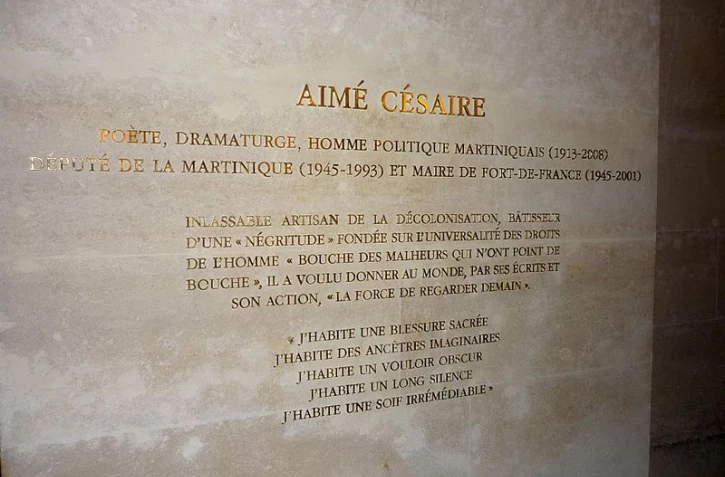 AIMÉ CÉSAIRE
POÈTE, DRAMATURGE, HOMME POLITIQUE MARTINIQUAIS (1913-2008)
DÉPUTÉ DE LA MARTINIQUE (1945-1993) ET MAIRE DE FORT-DE-FRANCE (1945-2001)
INLASSABLE ARTISAN DE LA DÉCOLONISATION, BÂTISSEUR
D'UNE « NÉGRITUDE » FONDÉE SUR L'UNIVERSALITÉ DES DROITS
DE L'HOMME « BOUCHE DES MALHEURS QUI N'ONT POINT DE
BOUCHE », IL A VOULU DONNER AU MONDE, PAR SES ÉCRITS ET
SON ACTION, « LA FORCE DE REGARDER DEMAIN ».
« J'HABITE UNE BLESSURE SACRÉE
J'HABITE DES ANCÊTRES IMAGINAIRES
J'HABITE UN VOULOIR OBSCUR
J'HABITE UN LONG SILENCE
J'HABITE UNE SOIF IRRÉMÉDIABLE »